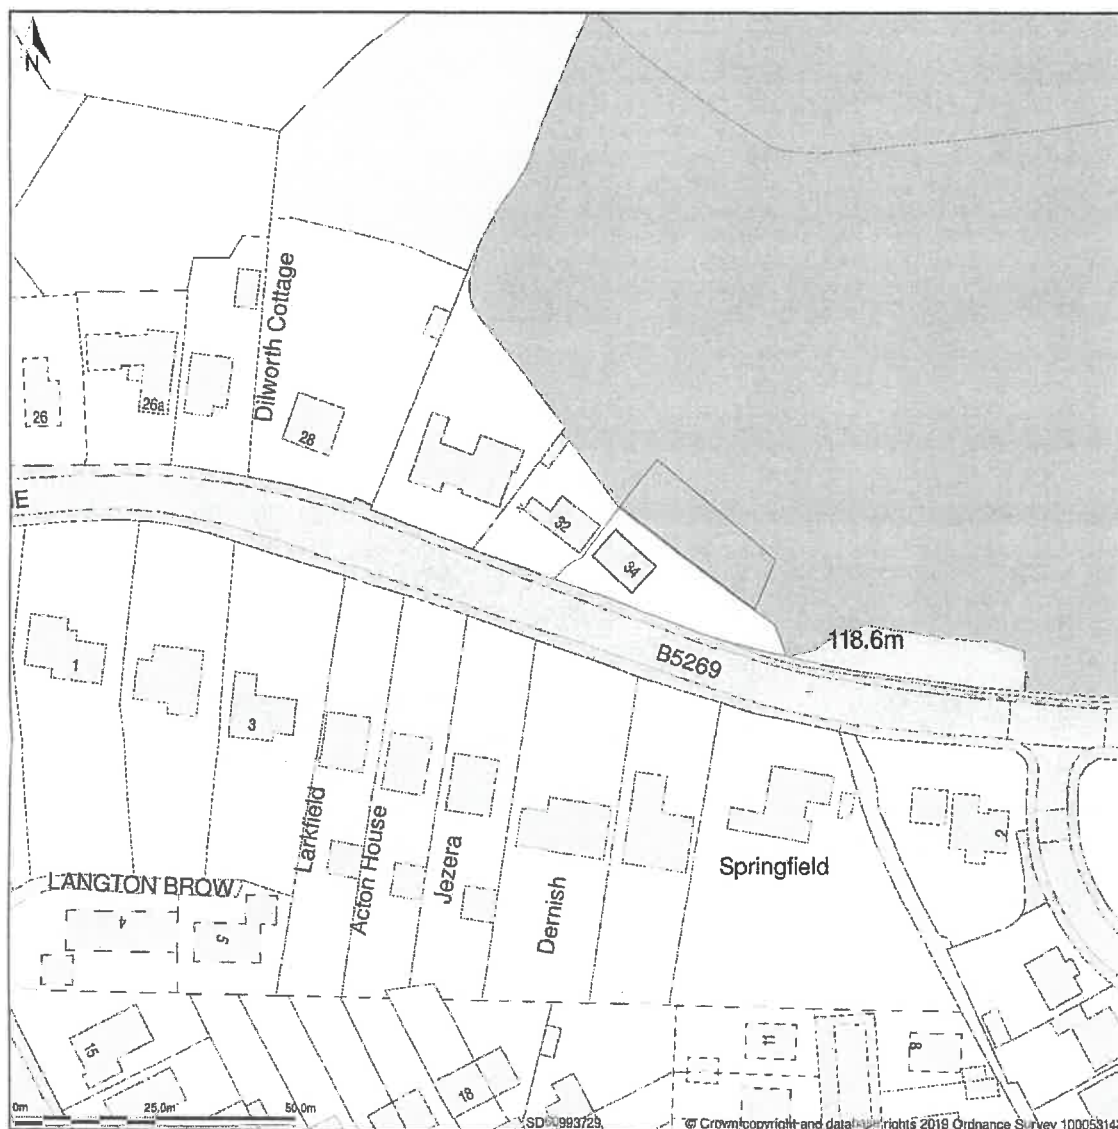 N
Dilworth Cottage
26
26a
28
32
34
E
118.6m
B5269
1
3
Larkfield
Acton House
Jezera
Dernish
Springfield
2
LANGTON BROW
4
5
15
18
11
8
0m
25.0m
50.0m
© Crown copyright and database rights 2019 Ordnance Survey